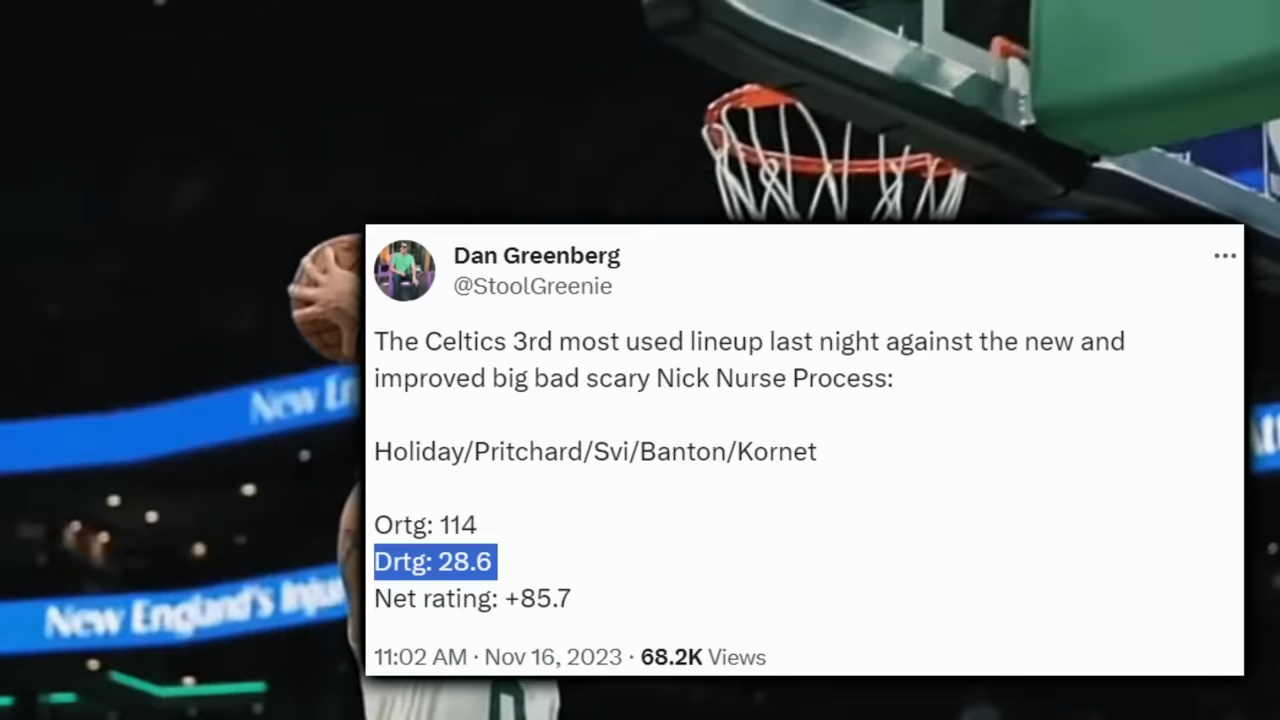 Dan Greenberg
@StoolGreenie
The Celtics 3rd most used lineup last night against the new and
improved big bad scary Nick Nurse Process:
Holiday/Pritchard/Svi/Banton/Kornet
Ortg: 114
Drtg: 28.6
Net rating: +85.7
11:02 AM · Nov 16, 2023 · 68.2K Views
New
New England's